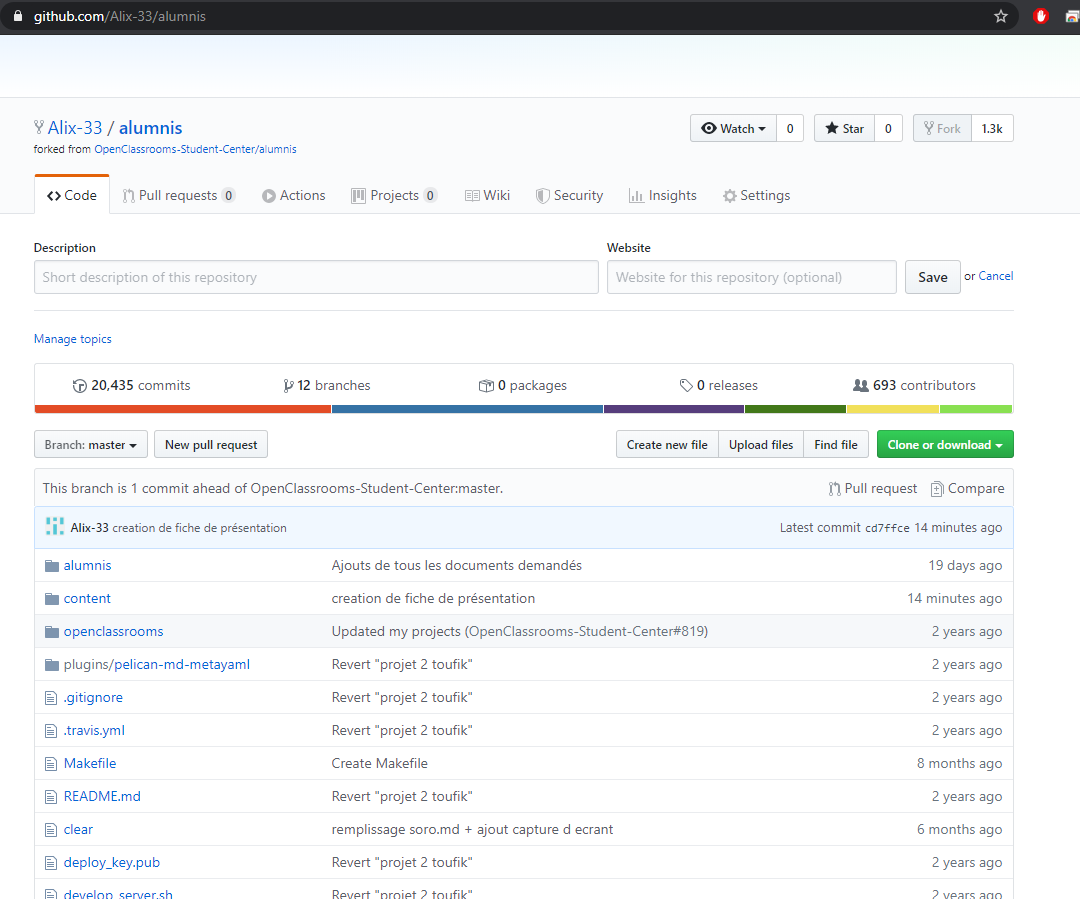 github.com/Alix-33/alumnis
Alix-33 / alumnis
Watch 0 Star 0 Fork 1.3k
forked from OpenClassrooms-Student-Center/alumnis
Code Pull requests 0 Actions Projects 0 Wiki Security Insights Settings
Description Website
Short description of this repository Website for this repository (optional) Save or Cancel
Manage topics
20,435 commits 12 branches 0 packages 0 releases 693 contributors
Branch: master New pull request Create new file Upload files Find file Clone or download
This branch is 1 commit ahead of OpenClassrooms-Student-Center:master. Pull request Compare
Alix-33 creation de fiche de présentation Latest commit cd7ffce 14 minutes ago
alumnis Ajouts de tous les documents demandés 19 days ago
content creation de fiche de présentation 14 minutes ago
openclassrooms Updated my projects (OpenClassrooms-Student-Center#819) 2 years ago
plugins/pelican-md-metayaml Revert "projet 2 toufik" 2 years ago
.gitignore Revert "projet 2 toufik" 2 years ago
.travis.yml Revert "projet 2 toufik" 2 years ago
Makefile Create Makefile 8 months ago
README.md Revert "projet 2 toufik" 2 years ago
clear remplissage soro.md + ajout capture d ecrant 6 months ago
deploy_key.pub Revert "projet 2 toufik" 2 years ago
develop_server.sh Revert "projet 2 toufik" 2 years ago